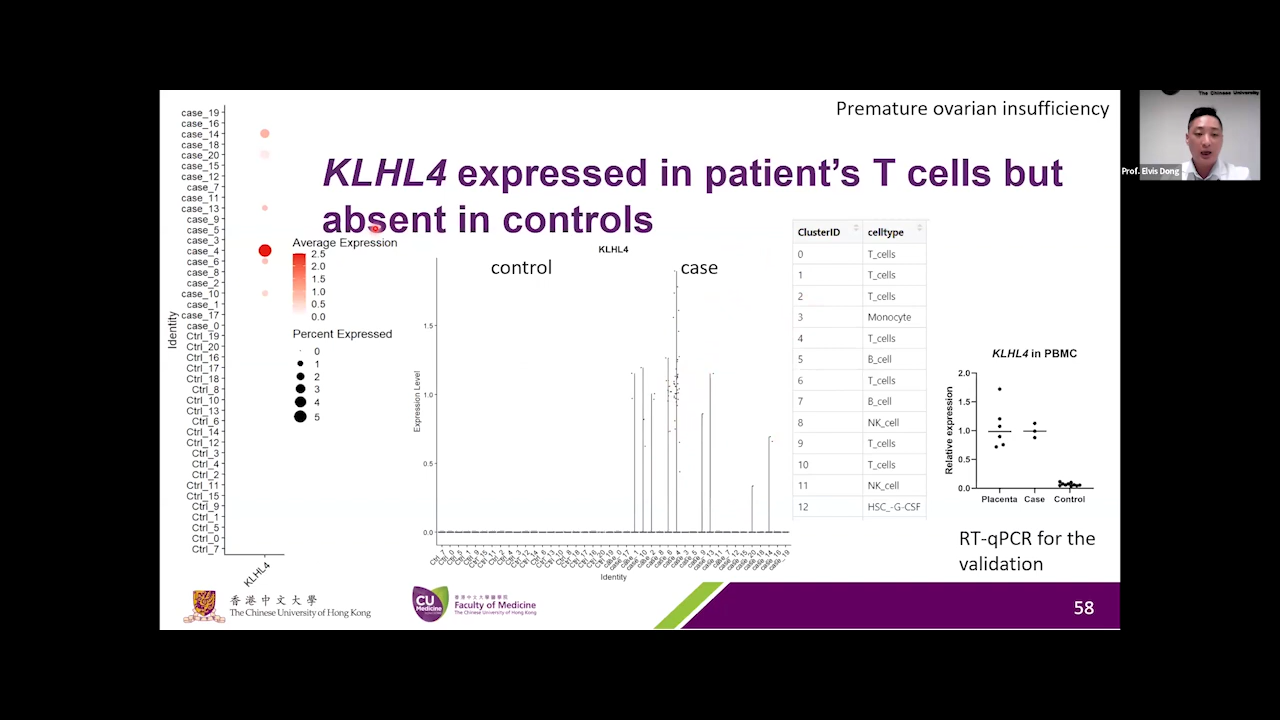 The Chinese University
Prof. Elvis Dong
Premature ovarian insufficiency
KLHL4 expressed in patient's T cells but
absent in controls
case_19
case_16
case_14
case_18
case_20
case_15
case_12
case_7
case_11
case_13
case_9
case_5
case_3
case_4
case_6
case_8
case_2
case_10
case_1
case_17
case_0
Ctrl_19
Ctrl_20
Ctrl_16
Ctrl_17
Ctrl_18
Ctrl_8
Ctrl_10
Ctrl_13
Ctrl_6
Ctrl_14
Ctrl_12
Ctrl_3
Ctrl_4
Ctrl_2
Ctrl_11
Ctrl_15
Ctrl_9
Ctrl_1
Ctrl_5
Ctrl_0
Ctrl_7
Identity
KLHL4
Average Expression
2.5
2.0
1.5
1.0
0.5
0.0
Percent Expressed
0
1
2
3
4
5
KLHL4
control
case
Expression Level
1.5
1.0
0.5
0.0
Identity
ClusterID celltype
0 T_cells
1 T_cells
2 T_cells
3 Monocyte
4 T_cells
5 B_cell
6 T_cells
7 B_cell
8 NK_cell
9 T_cells
10 T_cells
11 NK_cell
12 HSC_-G-CSF
KLHL4 in PBMC
Relative expression
2.0
1.5
1.0
0.5
0.0
Placenta Case Control
RT-qPCR for the
validation
香港中文大學
The Chinese University of Hong Kong
CU
Medicine
香港中文大學醫學院
Faculty of Medicine
The Chinese University of Hong Kong
58